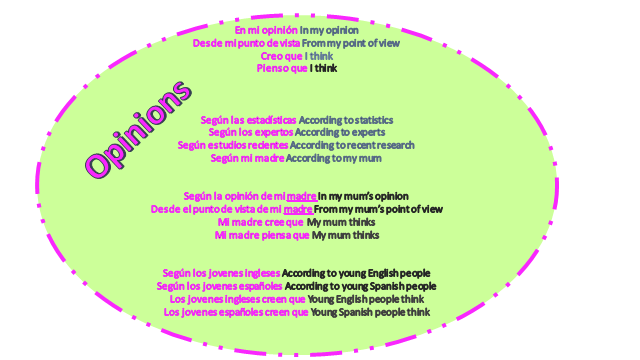 En mi opinión In my opinion
Desde mi punto de vista From my point of view
Creo que I think
Pienso que I think
Opinions
Según las estadísticas According to statistics
Según los expertos According to experts
Según estudios recientes According to recent research
Según mi madre According to my mum
Según la opinión de mi madre In my mum's opinion
Desde el punto de vista de mi madre From my mum's point of view
Mi madre cree que My mum thinks
Mi madre piensa que My mum thinks
Según los jovenes ingleses According to young English people
Según los jovenes españoles According to young Spanish people
Los jovenes ingleses creen que Young English people think
Los jovenes españoles creen que Young Spanish people think